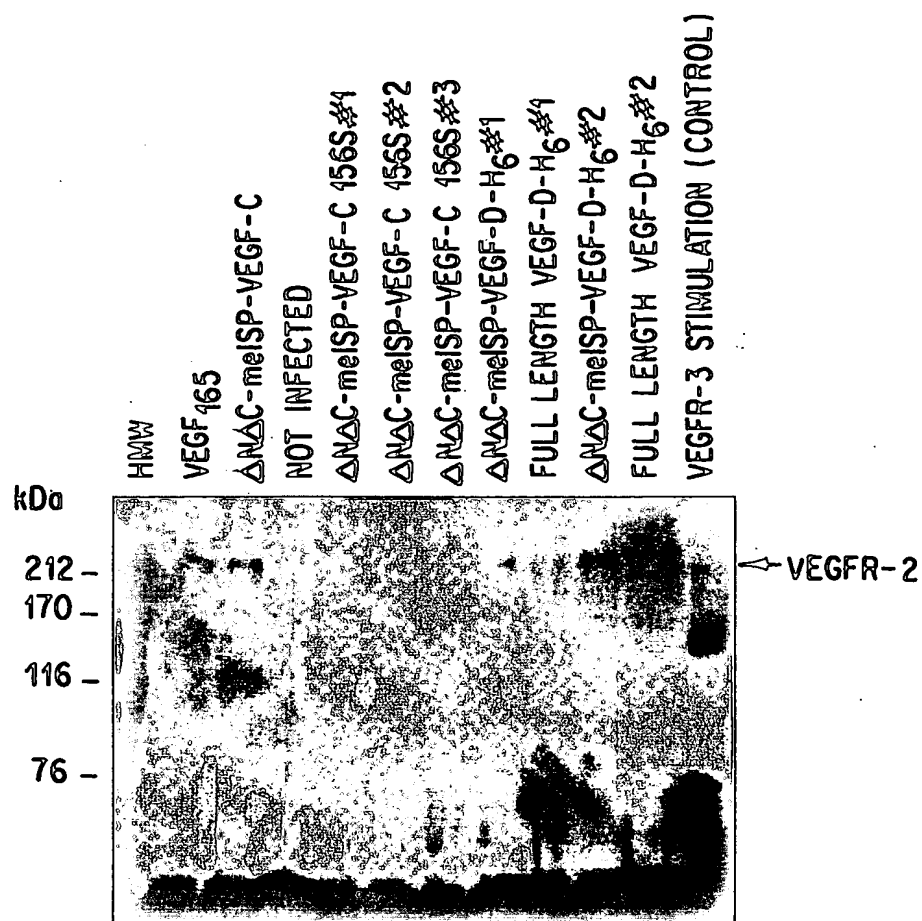 HMW
VEGF165
ΔNΔC-melSP-VEGF-C
NOT INFECTED
ΔNΔC-melSP-VEGF-C 156S#1
ΔNΔC-melSP-VEGF-C 156S#2
ΔNΔC-melSP-VEGF-C 156S#3
ΔNΔC-melSP-VEGF-D-H6#1
FULL LENGTH VEGF-D-H6#1
ΔNΔC-melSP-VEGF-D-H6#2
FULL LENGTH VEGF-D-H6#2
VEGFR-3 STIMULATION (CONTROL)
kDa
212 –
VEGFR-2
170 –
116 –
76 –